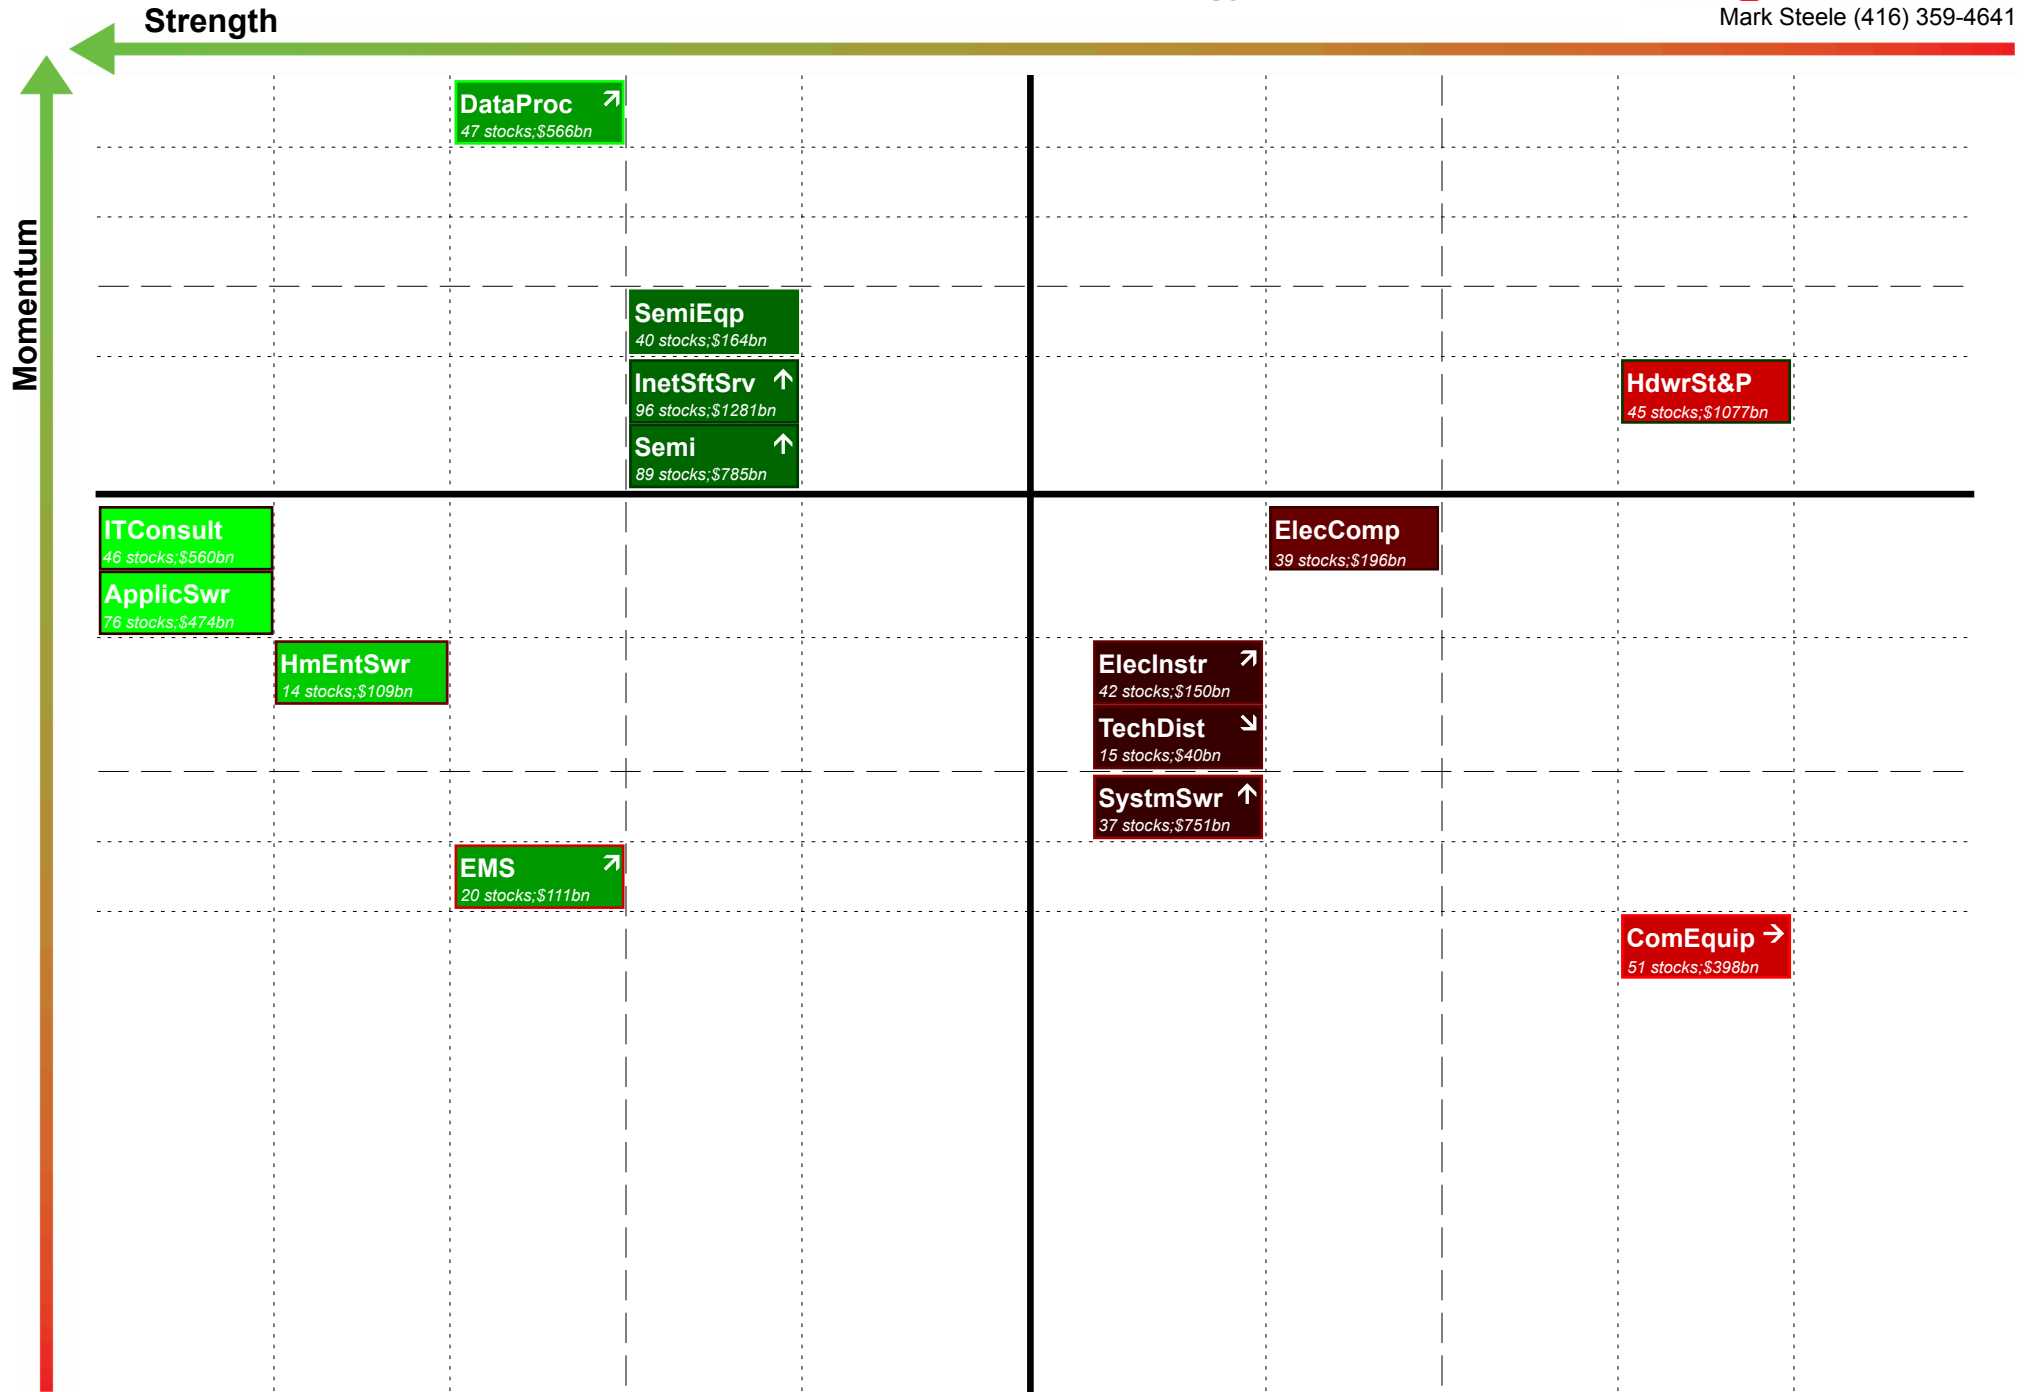 Strength
Mark Steele (416) 359-4641
Momentum
DataProc
47 stocks;$566bn
SemiEqp
40 stocks;$164bn
InetSftSrv
96 stocks;$1281bn
HdwrSt&P
45 stocks;$1077bn
Semi
89 stocks;$785bn
ITConsult
46 stocks;$560bn
ElecComp
39 stocks;$196bn
ApplicSwr
76 stocks;$474bn
HmEntSwr
14 stocks;$109bn
ElecInstr
42 stocks;$150bn
TechDist
15 stocks;$40bn
SystmSwr
37 stocks;$751bn
EMS
20 stocks;$111bn
ComEquip
51 stocks;$398bn